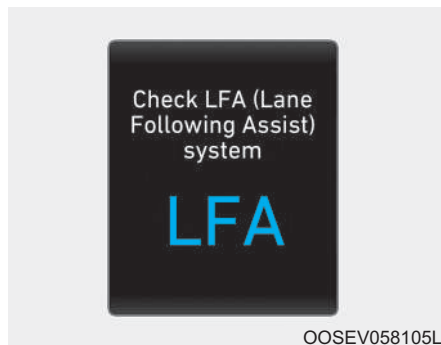 Check LFA (Lane
Following Assist)
system
LFA
OOSEV058105L